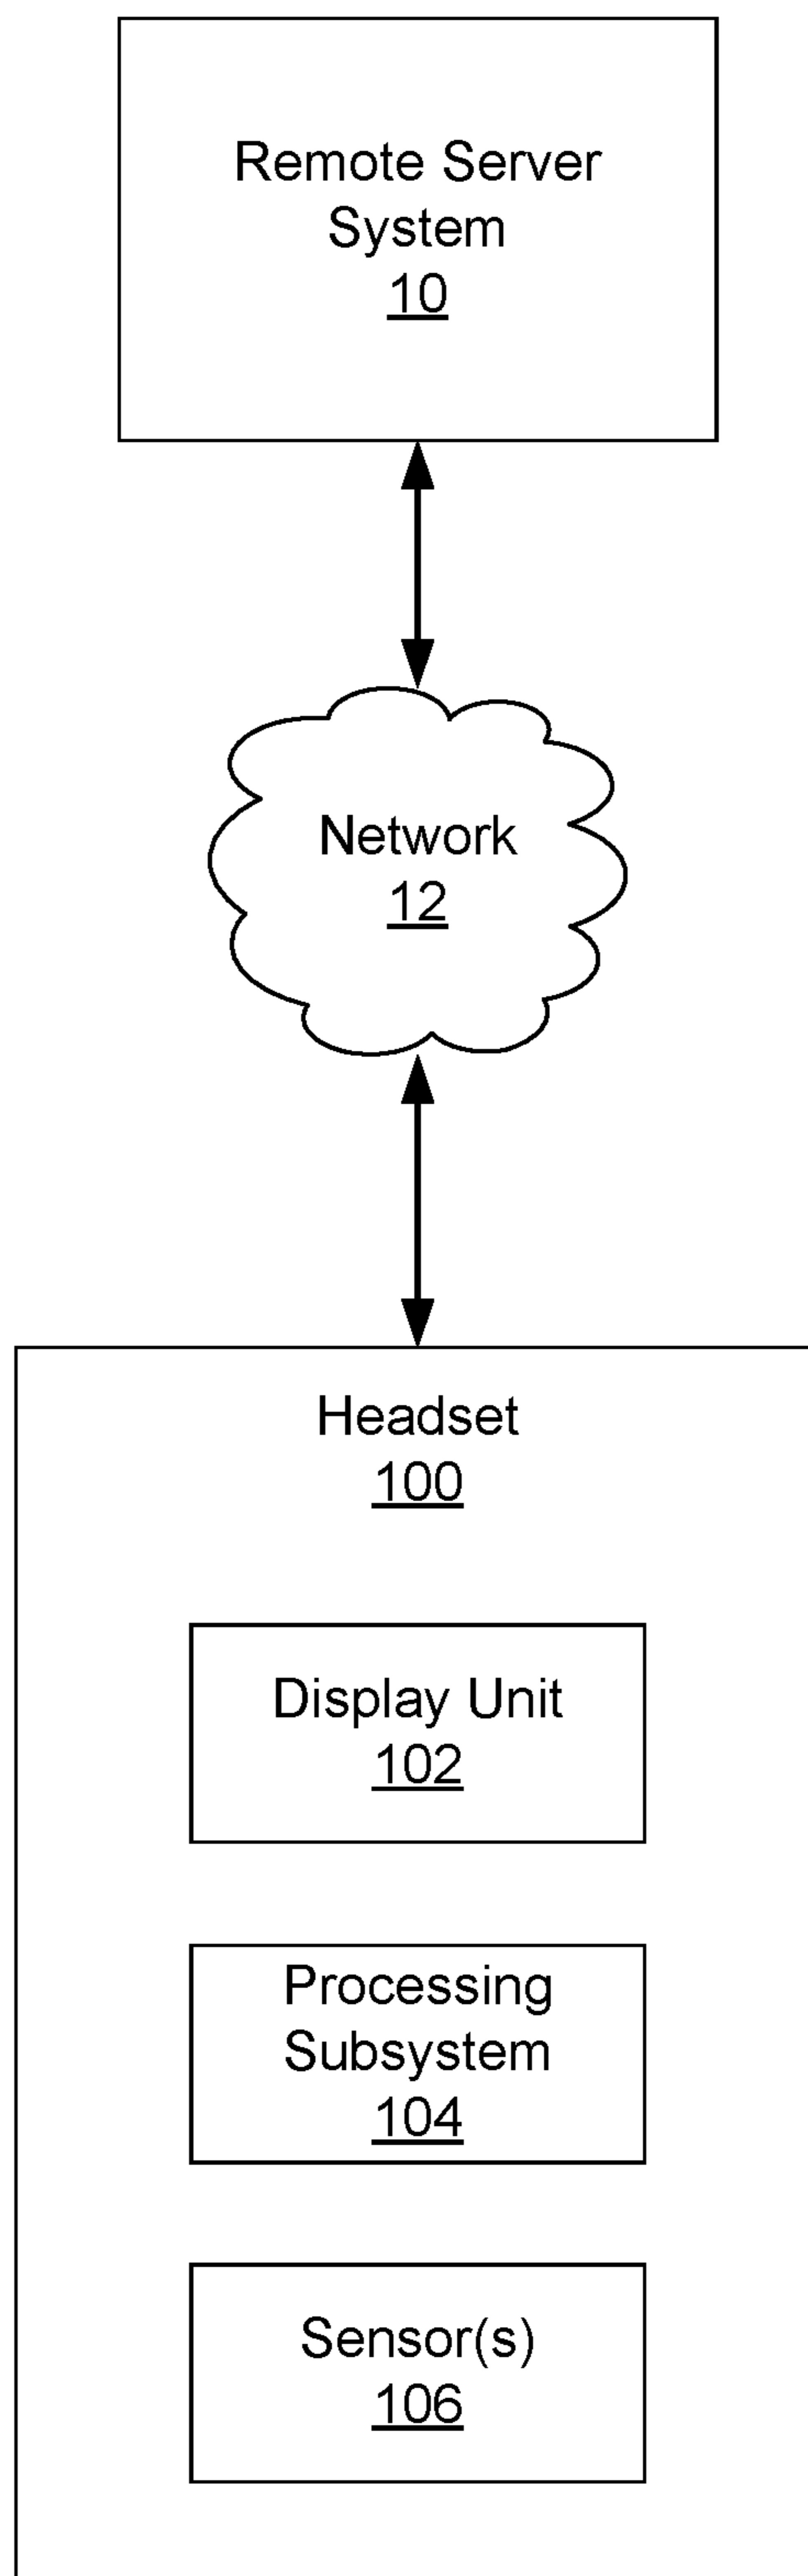 Remote Server
System
10
Network
12
Headset
100
Display Unit
102
Processing
Subsystem
104
Sensor(s)
106